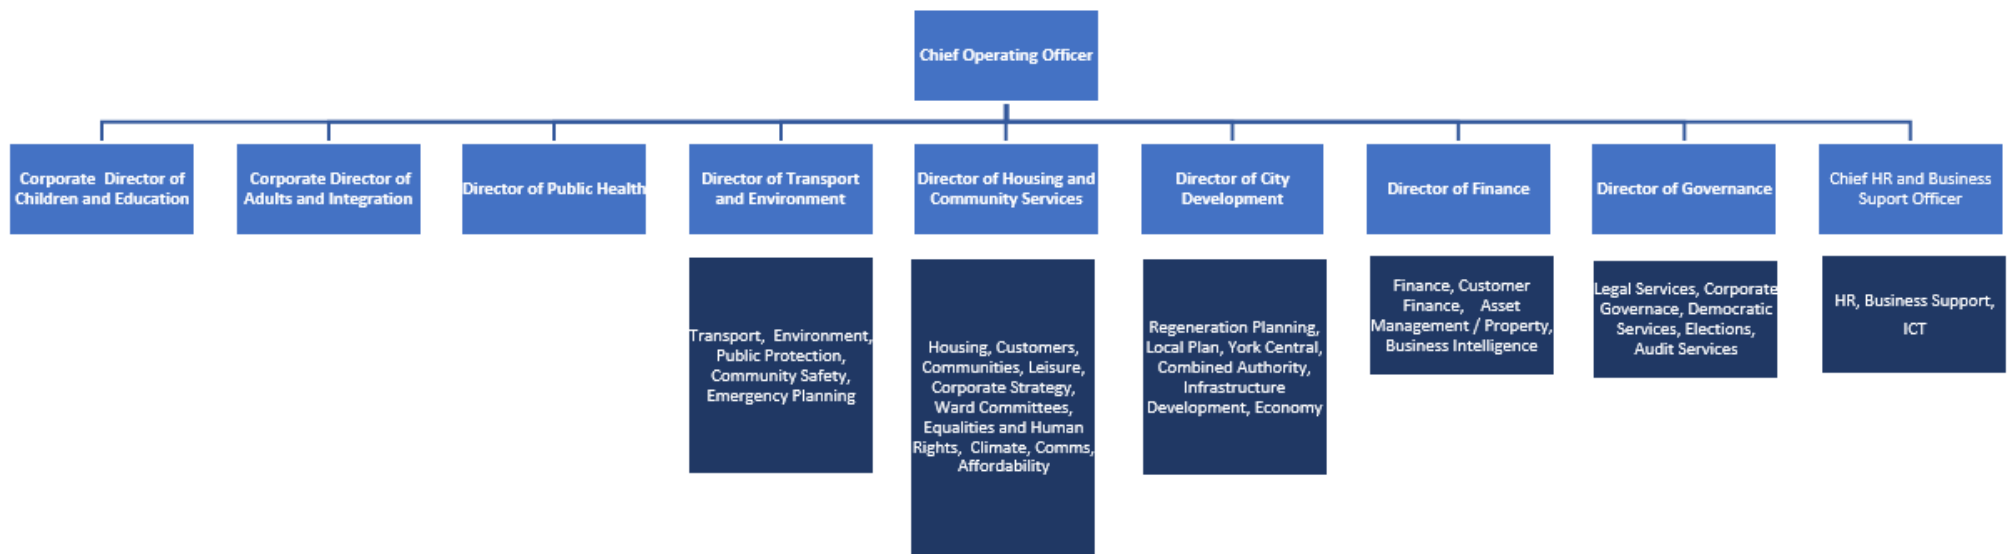 Chief Operating Officer
Corporate  Director of
Children and Education
Corporate Director of
Adults and Integration
Director of Public Health
Director of Transport
and Environment
Director of Housing and
Community Services
Director of City
Development
Director of Finance
Director of Governance
Chief HR and Business
Suport Officer
Transport,  Environment,
Public Protection,
Community Safety,
Emergency Planning
Housing, Customers,
Communities, Leisure,
Corporate Strategy,
Ward Committees,
Equalities and Human
Rights,  Climate, Comms,
Affordability
Regeneration Planning,
Local Plan, York Central,
Combined Authority,
Infrastructure
Development, Economy
Finance, Customer
Finance,    Asset
Management / Property,
Business Intelligence
Legal Services, Corporate
Governace, Democratic
Services, Elections,
Audit Services
HR, Business Support,
ICT